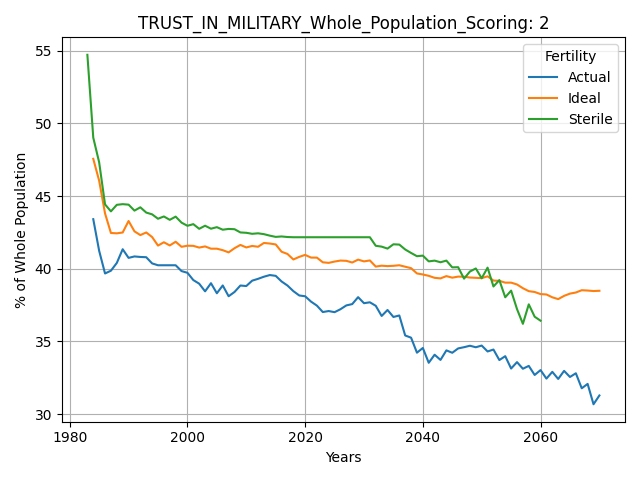 TRUST_IN_MILITARY_Whole_Population_Scoring: 2
Fertility
Actual
Ideal
Sterile
% of Whole Population
55
50
45
40
35
30
1980
2000
2020
2040
2060
Years